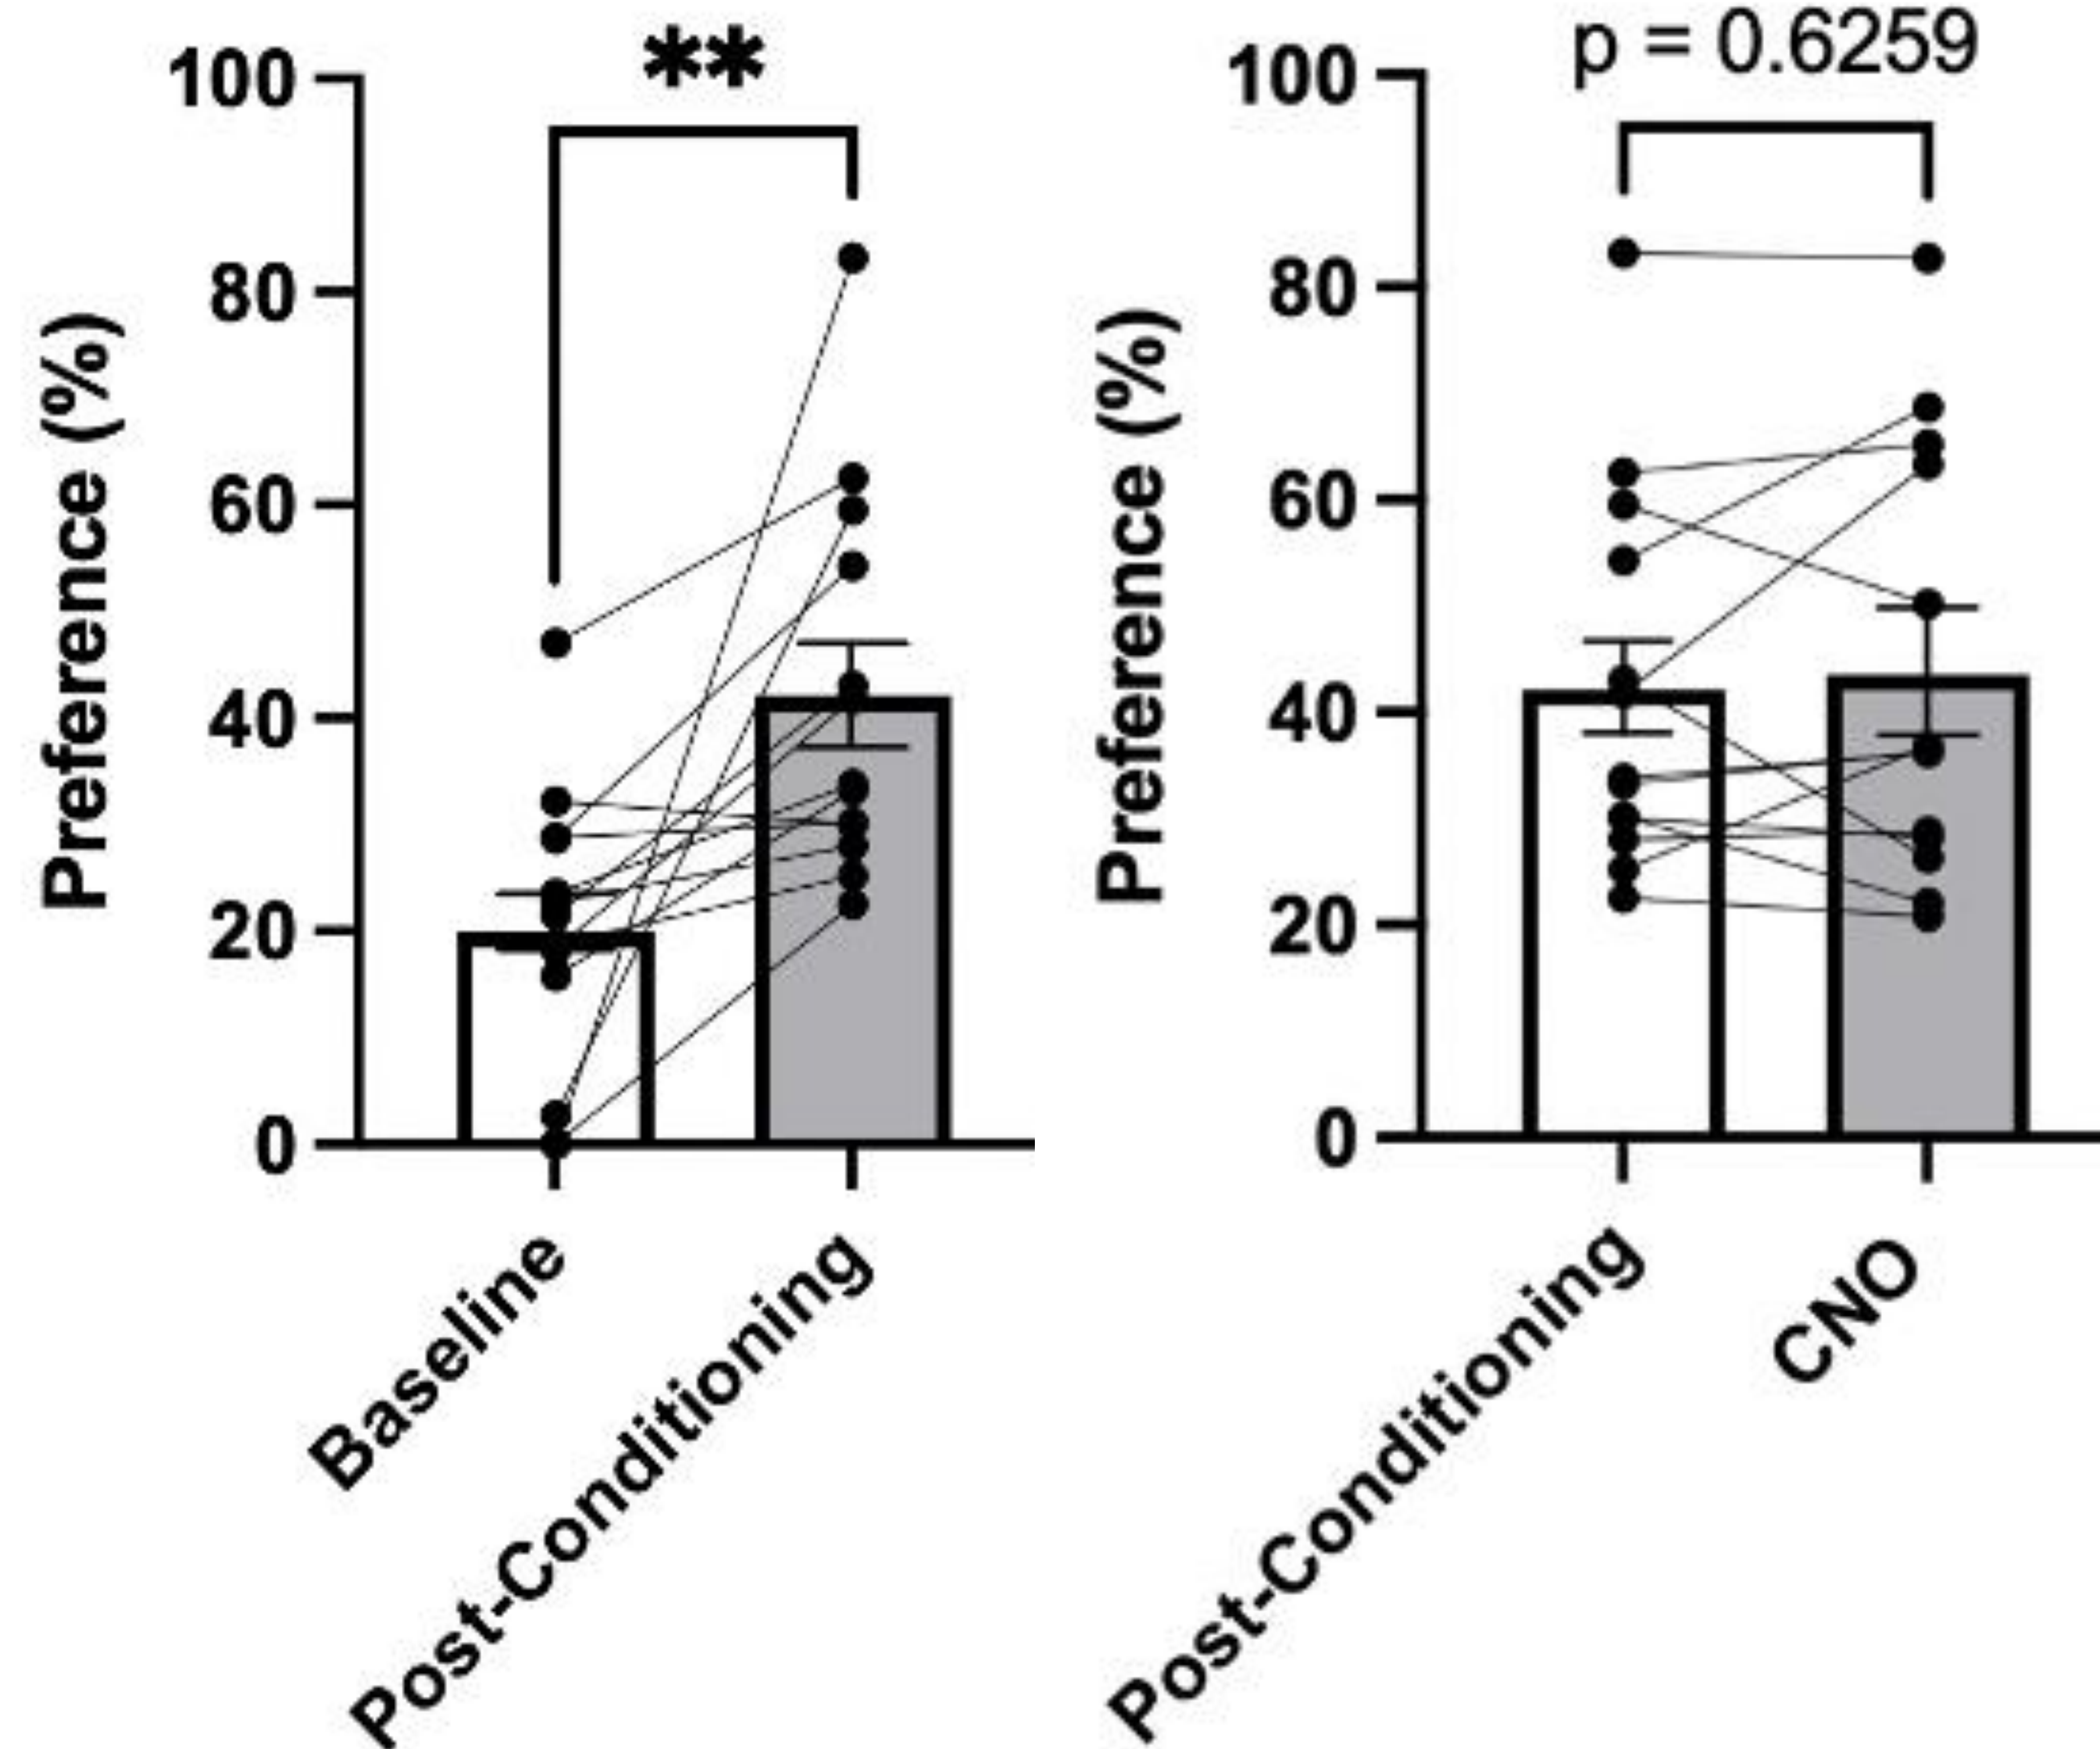 **
100
80
60
40
20
0
Preference (%)
Baseline
Post-Conditioning
p = 0.6259
100
80
60
40
20
0
Preference (%)
Post-Conditioning
CNO